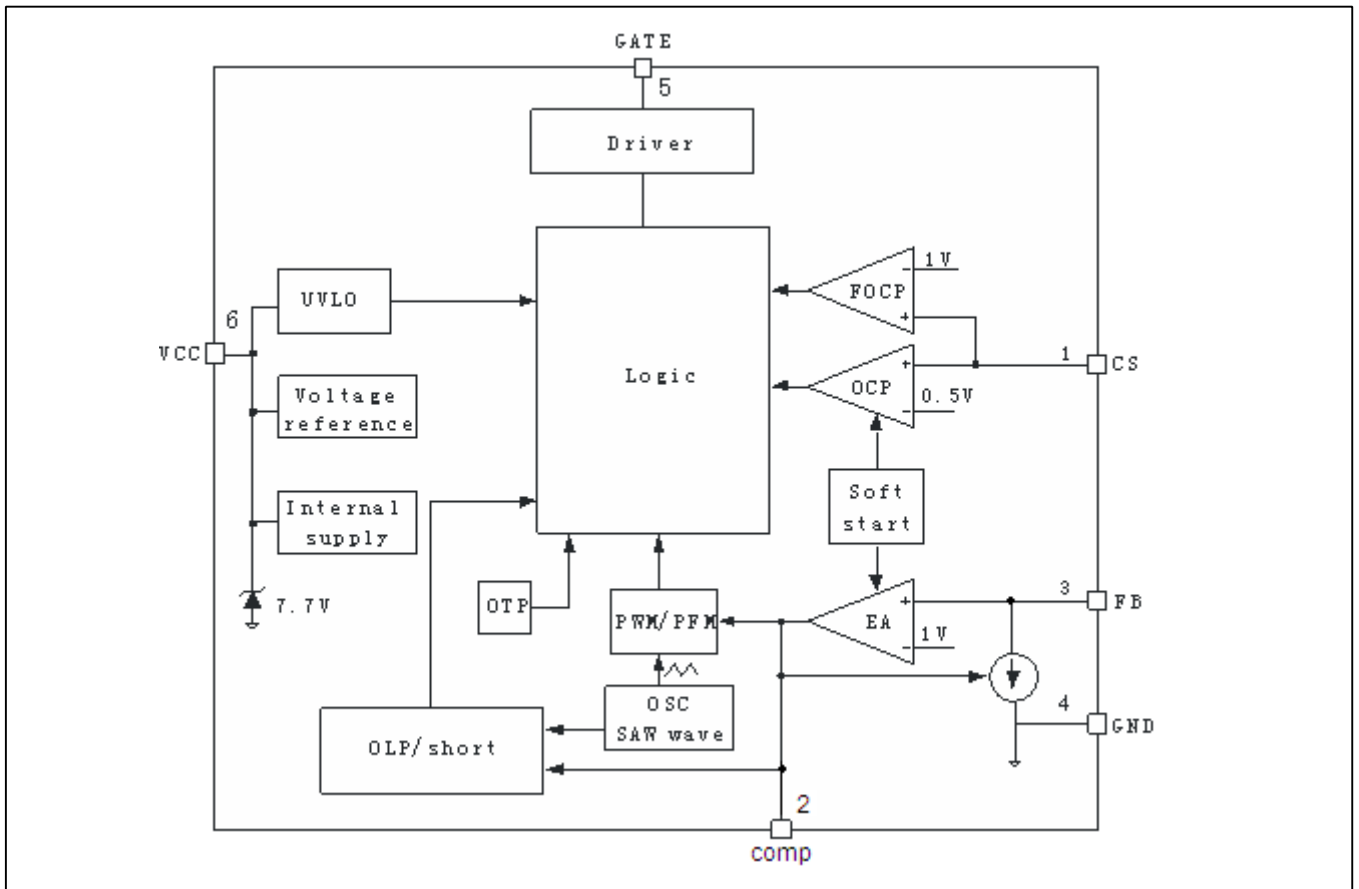 GATE
5
Driver
UVLO
6
VCC
Voltage
reference
Internal
supply
7.7V
Logic
1V
-
FOCP
+
1
CS
+
OCP
0.5V
-
Soft
start
OTP
PWM/PFM
+
EA
1V
-
3
FB
4
GND
OSC
SAW wave
OLP/short
2
comp